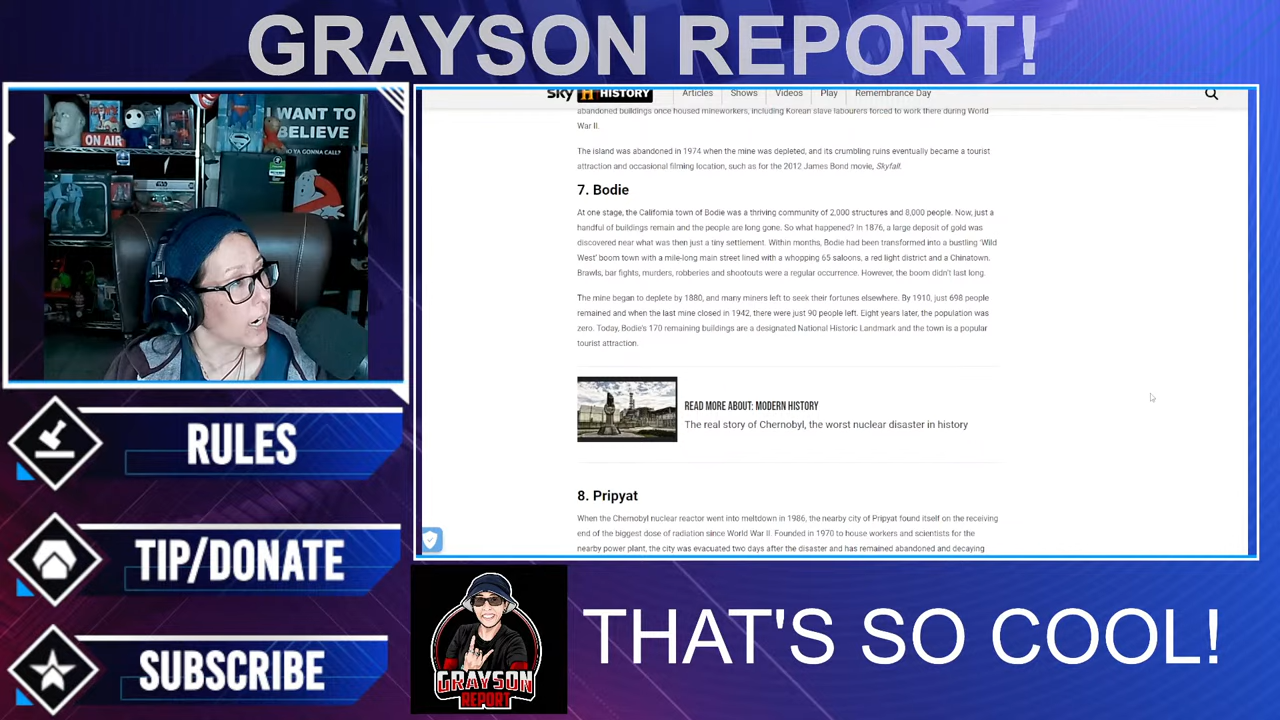 GRAYSON REPORT!
ON AIR
I WANT TO
BELIEVE
YA GONNA CALL?
RULES
TIP/DONATE
SUBSCRIBE
Sky HISTORY
Articles Shows Videos Play Remembrance Day
abandoned buildings once housed mineworkers, including Korean slave labourers forced to work there during World
War II.
The island was abandoned in 1974 when the mine was depleted, and its crumbling ruins eventually became a tourist
attraction and occasional filming location, such as for the 2012 James Bond movie, Skyfall.
7. Bodie
At one stage, the California town of Bodie was a thriving community of 2,000 structures and 8,000 people. Now, just a
handful of buildings remain and the people are long gone. So what happened? In 1876, a large deposit of gold was
discovered near what was then just a tiny settlement. Within months, Bodie had been transformed into a bustling 'Wild
West' boom town with a mile-long main street lined with a whopping 65 saloons, a red light district and a Chinatown.
Brawls, bar fights, murders, robberies and shootouts were a regular occurrence. However, the boom didn't last long.
The mine began to deplete by 1880, and many miners left to seek their fortunes elsewhere. By 1910, just 698 people
remained and when the last mine closed in 1942, there were just 90 people left. Eight years later, the population was
zero. Today, Bodie's 170 remaining buildings are a designated National Historic Landmark and the town is a popular
tourist attraction.
READ MORE ABOUT: MODERN HISTORY
The real story of Chernobyl, the worst nuclear disaster in history
8. Pripyat
When the Chernobyl nuclear reactor went into meltdown in 1986, the nearby city of Pripyat found itself on the receiving
end of the biggest dose of radiation since World War II. Founded in 1970 to house workers and scientists for the
nearby power plant, the city was evacuated two days after the disaster and has remained abandoned and decaying
GRAYSON
REPORT
THAT'S SO COOL!